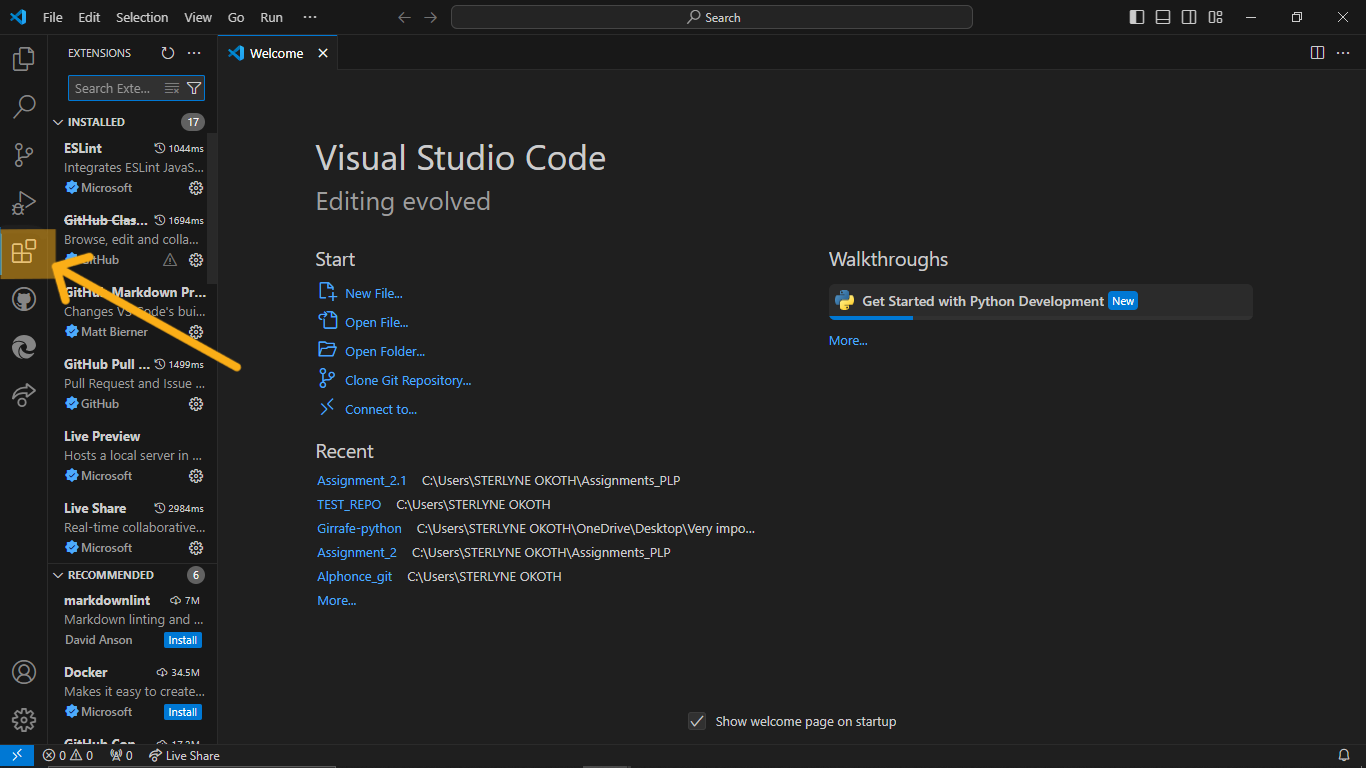 File Edit Selection View Go Run ···
Search
EXTENSIONS
Welcome
Search Exte...
INSTALLED 17
ESLint 1044ms
Integrates ESLint JavaS...
Microsoft
GitHub Clas... 1694ms
Browse, edit and colla...
GitHub
GitHub Markdown Pr...
Changes VS Code's bui...
Matt Bierner
GitHub Pull ... 1499ms
Pull Request and Issue ...
GitHub
Live Preview
Hosts a local server in ...
Microsoft
Live Share 2984ms
Real-time collaborative...
Microsoft
RECOMMENDED 6
markdownlint 7M
Markdown linting and ...
David Anson Install
Docker 34.5M
Makes it easy to create...
Microsoft Install
GitHub Cop 17.2M
Visual Studio Code
Editing evolved
Start
New File...
Open File...
Open Folder...
Clone Git Repository...
Connect to...
Recent
Assignment_2.1 C:\Users\STERLYNE OKOTH\Assignments_PLP
TEST_REPO C:\Users\STERLYNE OKOTH
Girrafe-python C:\Users\STERLYNE OKOTH\OneDrive\Desktop\Very impo...
Assignment_2 C:\Users\STERLYNE OKOTH\Assignments_PLP
Alphonce_git C:\Users\STERLYNE OKOTH
More...
Walkthroughs
Get Started with Python Development New
More...
Show welcome page on startup
0 0 0 Live Share